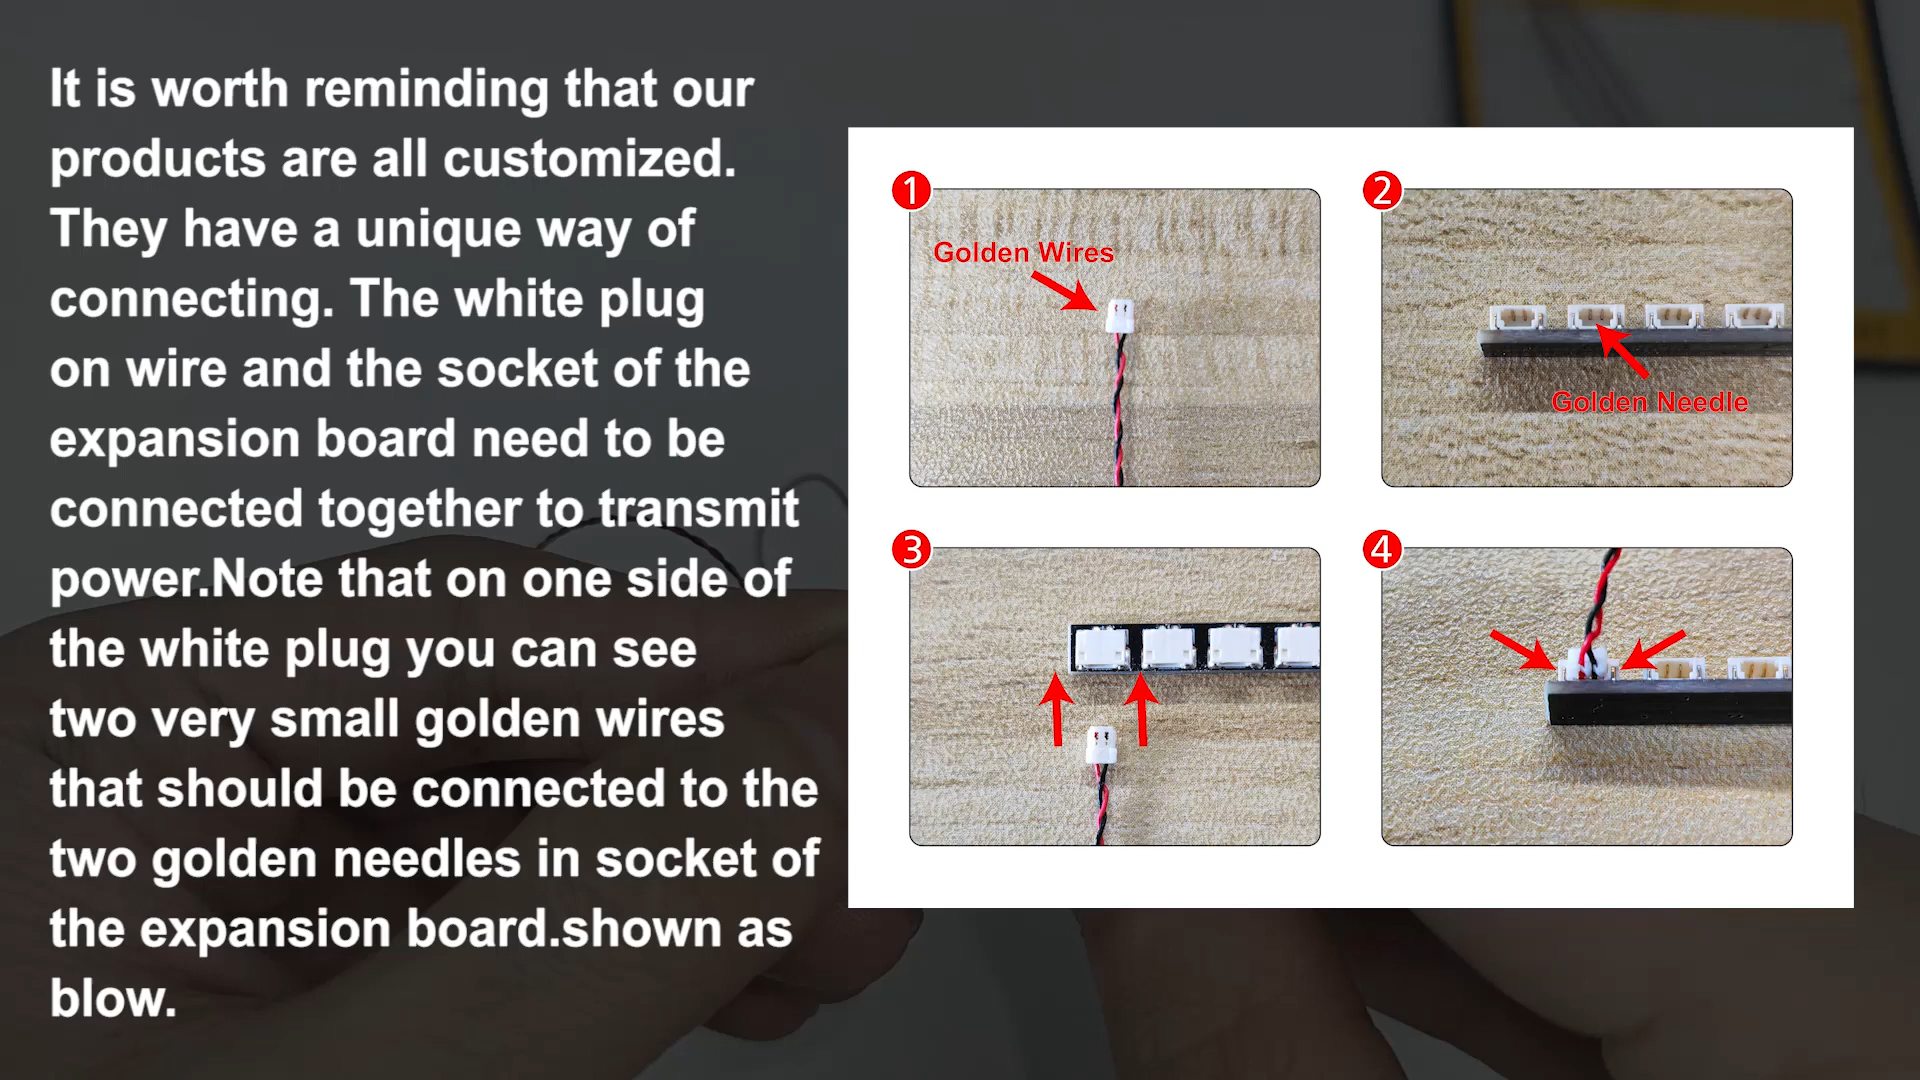 It is worth reminding that our
products are all customized.
They have a unique way of
connecting. The white plug
on wire and the socket of the
expansion board need to be
connected together to transmit
power.Note that on one side of
the white plug you can see
two very small golden wires
that should be connected to the
two golden needles in socket of
the expansion board.shown as
blow.
1
Golden Wires
2
Golden Needle
3
4